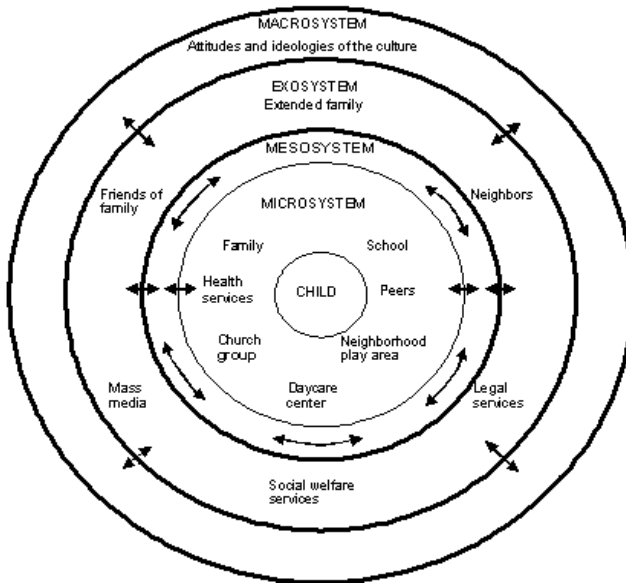 MACROSYSTEM
Attitudes and ideologies of the culture
EXOSYSTEM
Extended family
MESOSYSTEM
Friends of
family
Neighbors
MICROSYSTEM
Family
School
Health
services
CHILD
Peers
Church
group
Neighborhood
play area
Mass
media
Daycare
center
Legal
services
Social welfare
services